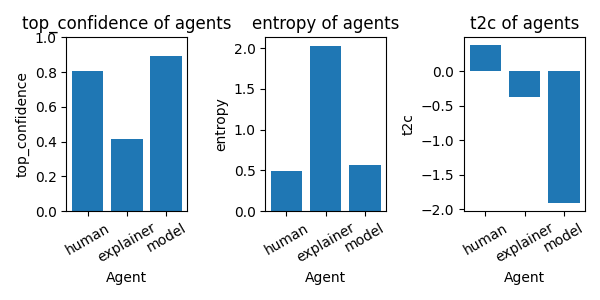 top_confidence of agents
1.0
0.8
0.6
0.4
0.2
0.0
top_confidence
human
explainer
model
Agent
entropy of agents
2.0
1.5
1.0
0.5
0.0
entropy
human
explainer
model
Agent
t2c of agents
0.0
−0.5
−1.0
−1.5
−2.0
t2c
human
explainer
model
Agent